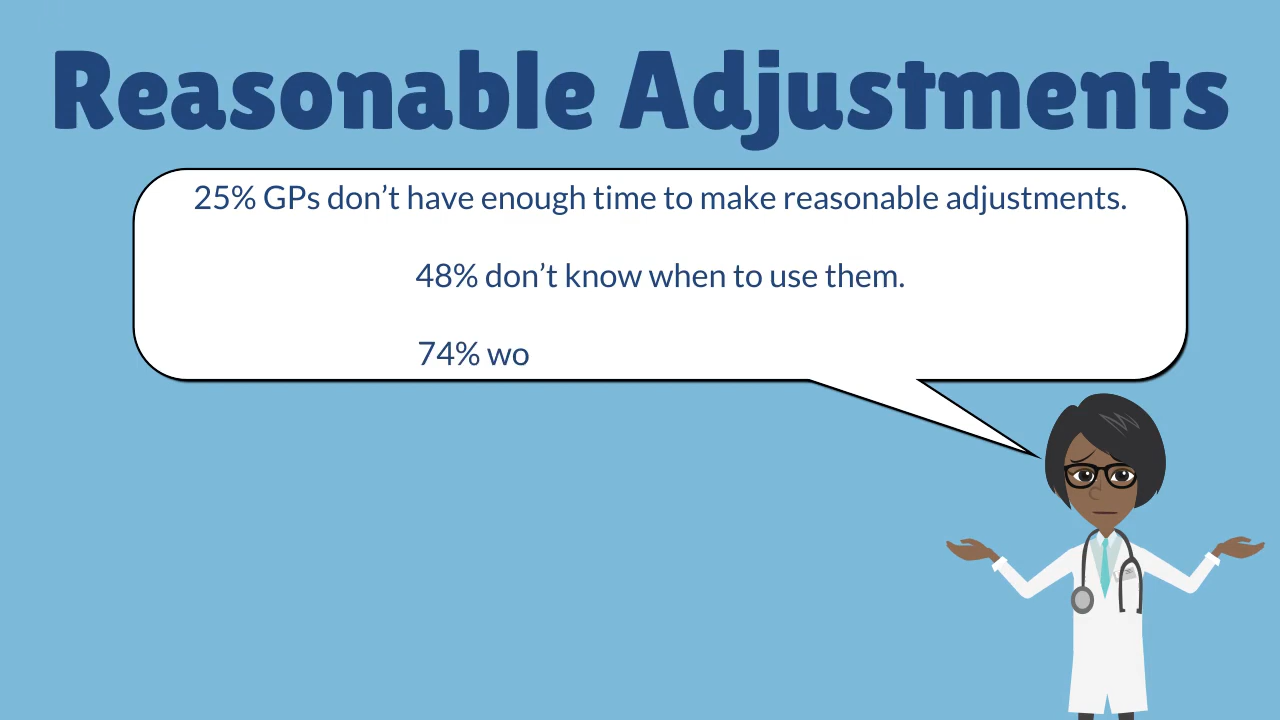 Reasonable Adjustments
25% GPs don’t have enough time to make reasonable adjustments.
48% don’t know when to use them.
74% wo